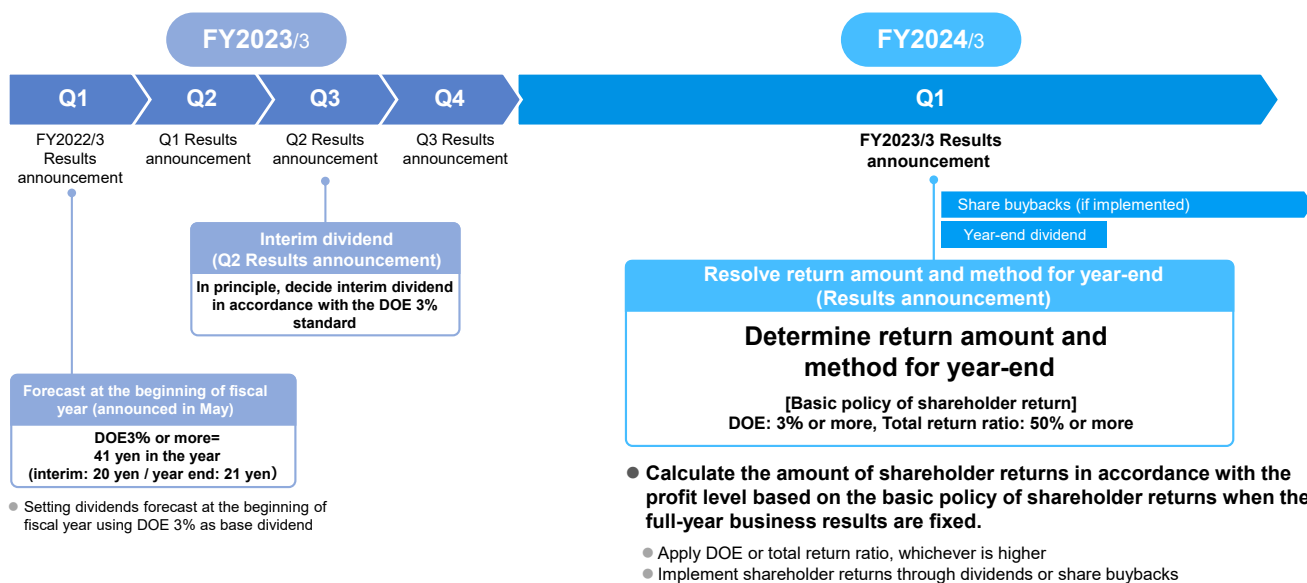 FY2023/3
FY2024/3
Q1
Q2
Q3
Q4
Q1
FY2022/3
Results
announcement
Q1 Results
announcement
Q2 Results
announcement
Q3 Results
announcement
FY2023/3 Results
announcement
Share buybacks (if implemented)
Year-end dividend
Interim dividend
(Q2 Results announcement)
In principle, decide interim dividend
in accordance with the DOE 3%
standard
Forecast at the beginning of fiscal
year (announced in May)
DOE3% or more=
41 yen in the year
(interim: 20 yen / year end: 21 yen）
● Setting dividends forecast at the beginning of
fiscal year using DOE 3% as base dividend
Resolve return amount and method for year-end
(Results announcement)
Determine return amount and
method for year-end
[Basic policy of shareholder return]
DOE: 3% or more, Total return ratio: 50% or more
● Calculate the amount of shareholder returns in accordance with the
profit level based on the basic policy of shareholder returns when the
full-year business results are fixed.
● Apply DOE or total return ratio, whichever is higher
● Implement shareholder returns through dividends or share buybacks